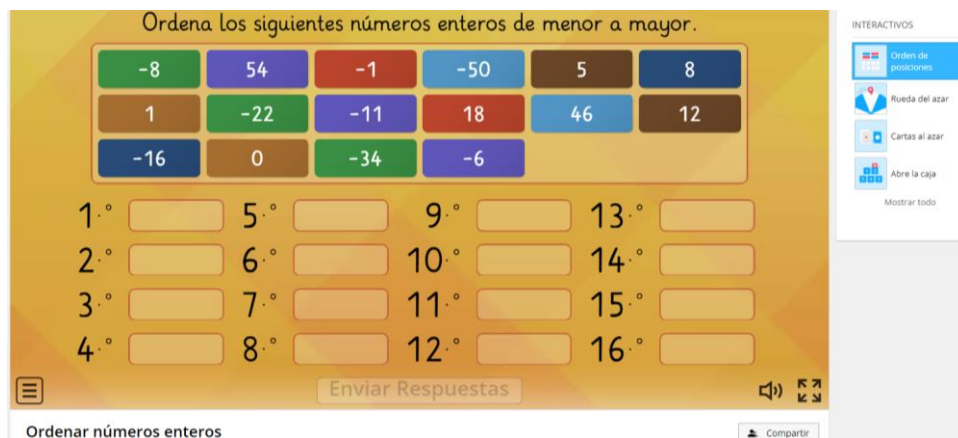 Ordena los siguientes números enteros de menor a mayor.
-8 54 -1 -50 5 8
1 -22 -11 18 46 12
-16 0 -34 -6
1.° 5.° 9.° 13.°
2.° 6.° 10.° 14.°
3.° 7.° 11.° 15.°
4.° 8.° 12.° 16.°
Enviar Respuestas
Ordenar números enteros
Compartir
INTERACTIVOS
Orden de
posiciones
Rueda del azar
Cartas al azar
Abre la caja
Mostrar todo